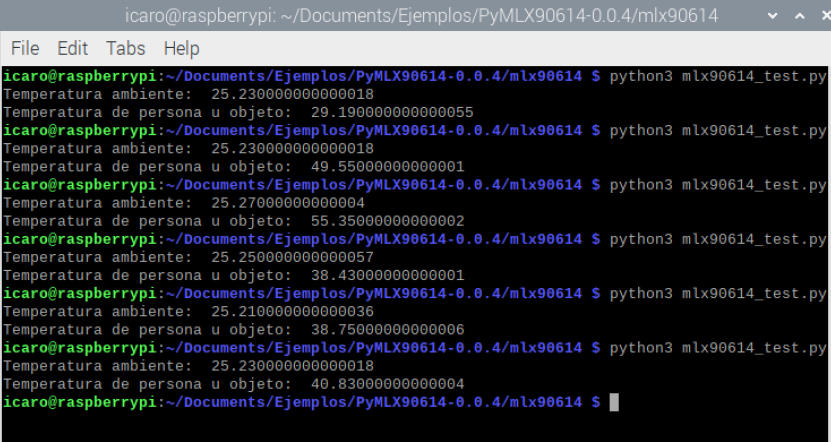 icaro@raspberrypi: ~/Documents/Ejemplos/PyMLX90614-0.0.4/mlx90614
File Edit Tabs Help
icaro@raspberrypi:~/Documents/Ejemplos/PyMLX90614-0.0.4/mlx90614 $ python3 mlx90614_test.py
Temperatura ambiente:  25.230000000000018
Temperatura de persona u objeto:  29.190000000000055
icaro@raspberrypi:~/Documents/Ejemplos/PyMLX90614-0.0.4/mlx90614 $ python3 mlx90614_test.py
Temperatura ambiente:  25.230000000000018
Temperatura de persona u objeto:  49.55000000000001
icaro@raspberrypi:~/Documents/Ejemplos/PyMLX90614-0.0.4/mlx90614 $ python3 mlx90614_test.py
Temperatura ambiente:  25.27000000000004
Temperatura de persona u objeto:  55.35000000000002
icaro@raspberrypi:~/Documents/Ejemplos/PyMLX90614-0.0.4/mlx90614 $ python3 mlx90614_test.py
Temperatura ambiente:  25.250000000000057
Temperatura de persona u objeto:  38.43000000000001
icaro@raspberrypi:~/Documents/Ejemplos/PyMLX90614-0.0.4/mlx90614 $ python3 mlx90614_test.py
Temperatura ambiente:  25.210000000000036
Temperatura de persona u objeto:  38.75000000000006
icaro@raspberrypi:~/Documents/Ejemplos/PyMLX90614-0.0.4/mlx90614 $ python3 mlx90614_test.py
Temperatura ambiente:  25.230000000000018
Temperatura de persona u objeto:  40.83000000000004
icaro@raspberrypi:~/Documents/Ejemplos/PyMLX90614-0.0.4/mlx90614 $